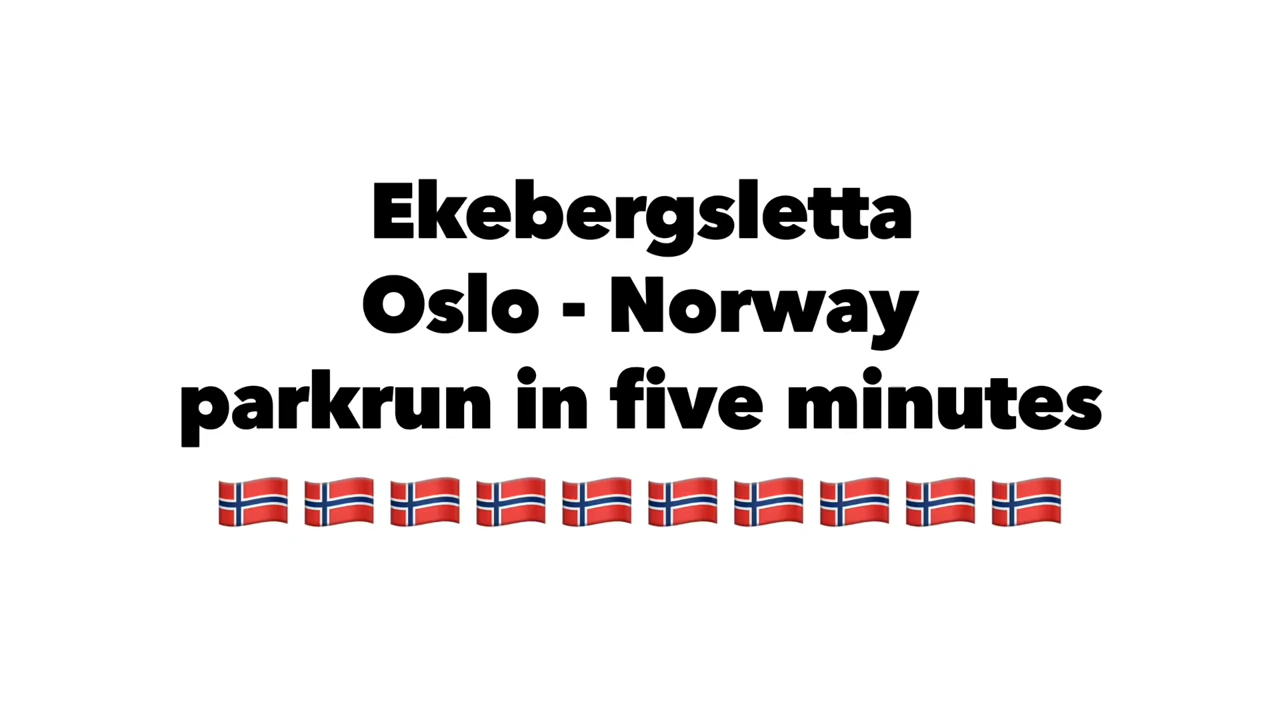 Ekebergsletta
Oslo - Norway
parkrun in five minutes
🇳🇴🇳🇴🇳🇴🇳🇴🇳🇴🇳🇴🇳🇴🇳🇴🇳🇴🇳🇴